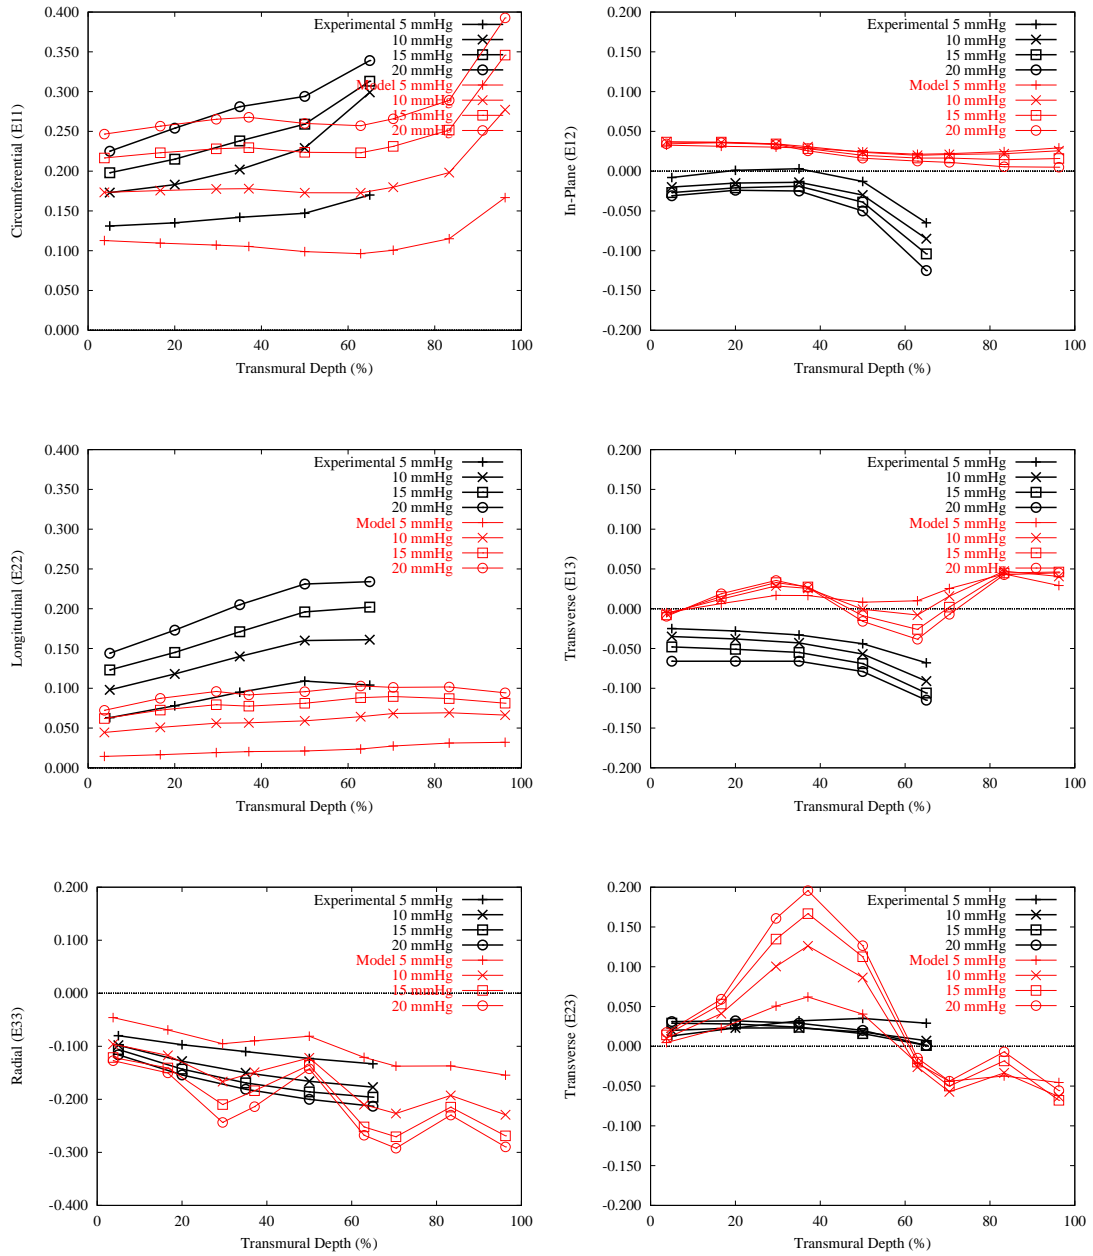 0.400
0.350
0.300
0.250
0.200
0.150
0.100
0.050
0.000
Circumferential (E11)
Experimental 5 mmHg
10 mmHg
15 mmHg
20 mmHg
Model 5 mmHg
10 mmHg
15 mmHg
20 mmHg
0 20 40 60 80 100
Transmural Depth (%)
0.200
0.150
0.100
0.050
0.000
-0.050
-0.100
-0.150
-0.200
In-Plane (E12)
Experimental 5 mmHg
10 mmHg
15 mmHg
20 mmHg
Model 5 mmHg
10 mmHg
15 mmHg
20 mmHg
0 20 40 60 80 100
Transmural Depth (%)
0.400
0.350
0.300
0.250
0.200
0.150
0.100
0.050
0.000
Longitudinal (E22)
Experimental 5 mmHg
10 mmHg
15 mmHg
20 mmHg
Model 5 mmHg
10 mmHg
15 mmHg
20 mmHg
0 20 40 60 80 100
Transmural Depth (%)
0.200
0.150
0.100
0.050
0.000
-0.050
-0.100
-0.150
-0.200
Transverse (E13)
Experimental 5 mmHg
10 mmHg
15 mmHg
20 mmHg
Model 5 mmHg
10 mmHg
15 mmHg
20 mmHg
0 20 40 60 80 100
Transmural Depth (%)
0.200
0.100
0.000
-0.100
-0.200
-0.300
-0.400
Radial (E33)
Experimental 5 mmHg
10 mmHg
15 mmHg
20 mmHg
Model 5 mmHg
10 mmHg
15 mmHg
20 mmHg
0 20 40 60 80 100
Transmural Depth (%)
0.200
0.150
0.100
0.050
0.000
-0.050
-0.100
-0.150
-0.200
Transverse (E23)
Experimental 5 mmHg
10 mmHg
15 mmHg
20 mmHg
Model 5 mmHg
10 mmHg
15 mmHg
20 mmHg
0 20 40 60 80 100
Transmural Depth (%)